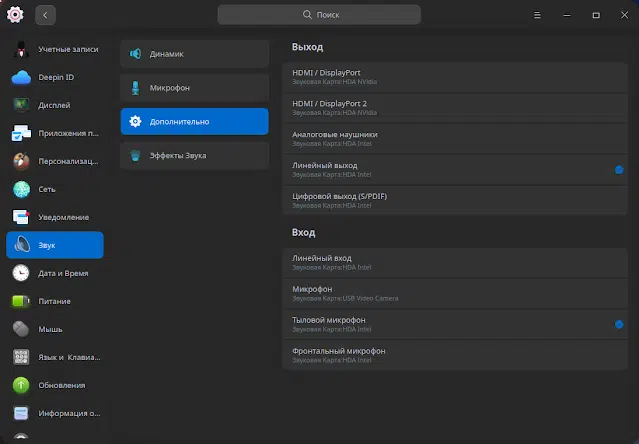 Поиск
Учетные записи
Deepin ID
Дисплей
Приложения п...
Персонализац...
Сеть
Уведомление
Звук
Дата и Время
Питание
Мышь
Язык и Клавиа...
Обновления
Информация о...
Динамик
Микрофон
Дополнительно
Эффекты Звука
Выход
HDMI / DisplayPort
Звуковая Карта:HDA NVidia
HDMI / DisplayPort 2
Звуковая Карта:HDA NVidia
Аналоговые наушники
Звуковая Карта:HDA Intel
Линейный выход
Звуковая Карта:HDA Intel
Цифровой выход (S/PDIF)
Звуковая Карта:HDA Intel
Вход
Линейный вход
Звуковая Карта:HDA Intel
Микрофон
Звуковая Карта:USB Video Camera
Тыловой микрофон
Звуковая Карта:HDA Intel
Фронтальный микрофон
Звуковая Карта:HDA Intel